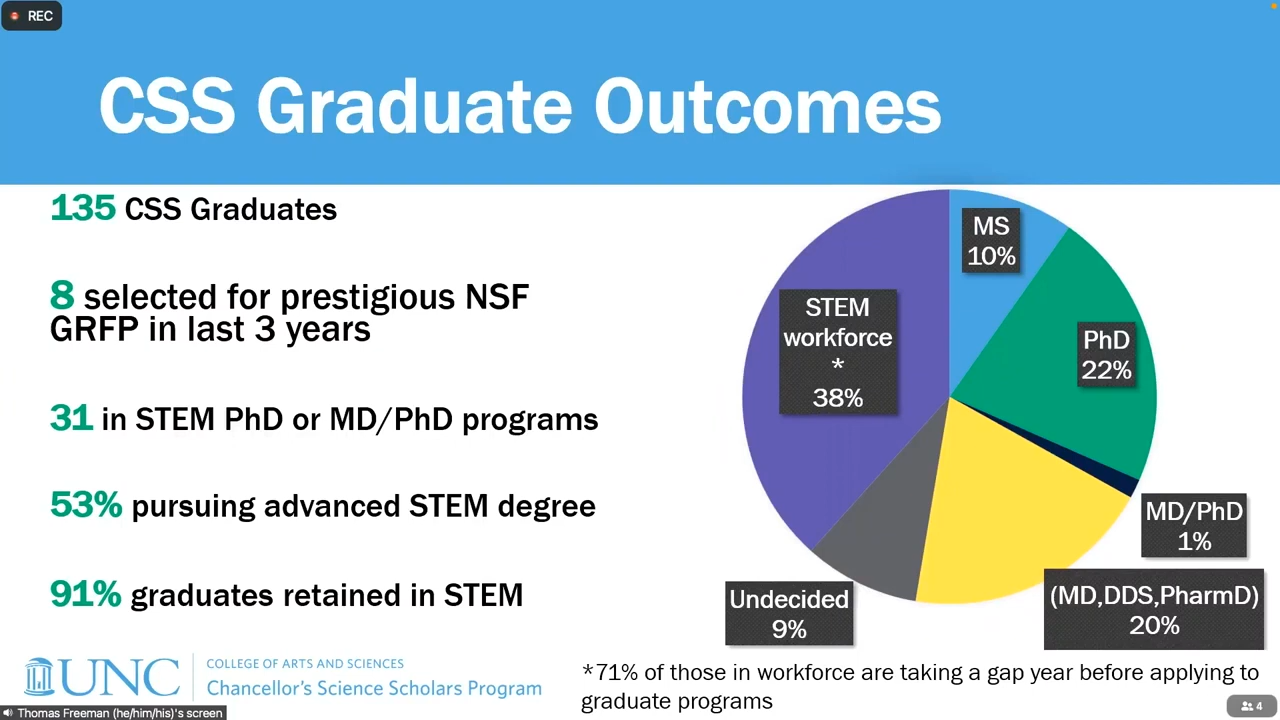 REC
CSS Graduate Outcomes
135 CSS Graduates
8 selected for prestigious NSF
GRFP in last 3 years
31 in STEM PhD or MD/PhD programs
53% pursuing advanced STEM degree
91% graduates retained in STEM
MS
10%
PhD
22%
STEM
workforce
*
38%
MD/PhD
1%
(MD,DDS,PharmD)
20%
Undecided
9%
*71% of those in workforce are taking a gap year before applying to
graduate programs
UNC
COLLEGE OF ARTS AND SCIENCES
Chancellor's Science Scholars Program
Thomas Freeman (he/him/his)'s screen
4